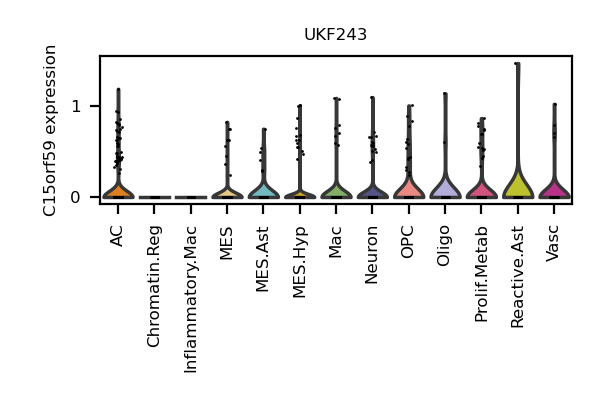 UKF243
C15orf59 expression
1
0
AC
Chromatin.Reg
Inflammatory.Mac
MES
MES.Ast
MES.Hyp
Mac
Neuron
OPC
Oligo
Prolif.Metab
Reactive.Ast
Vasc